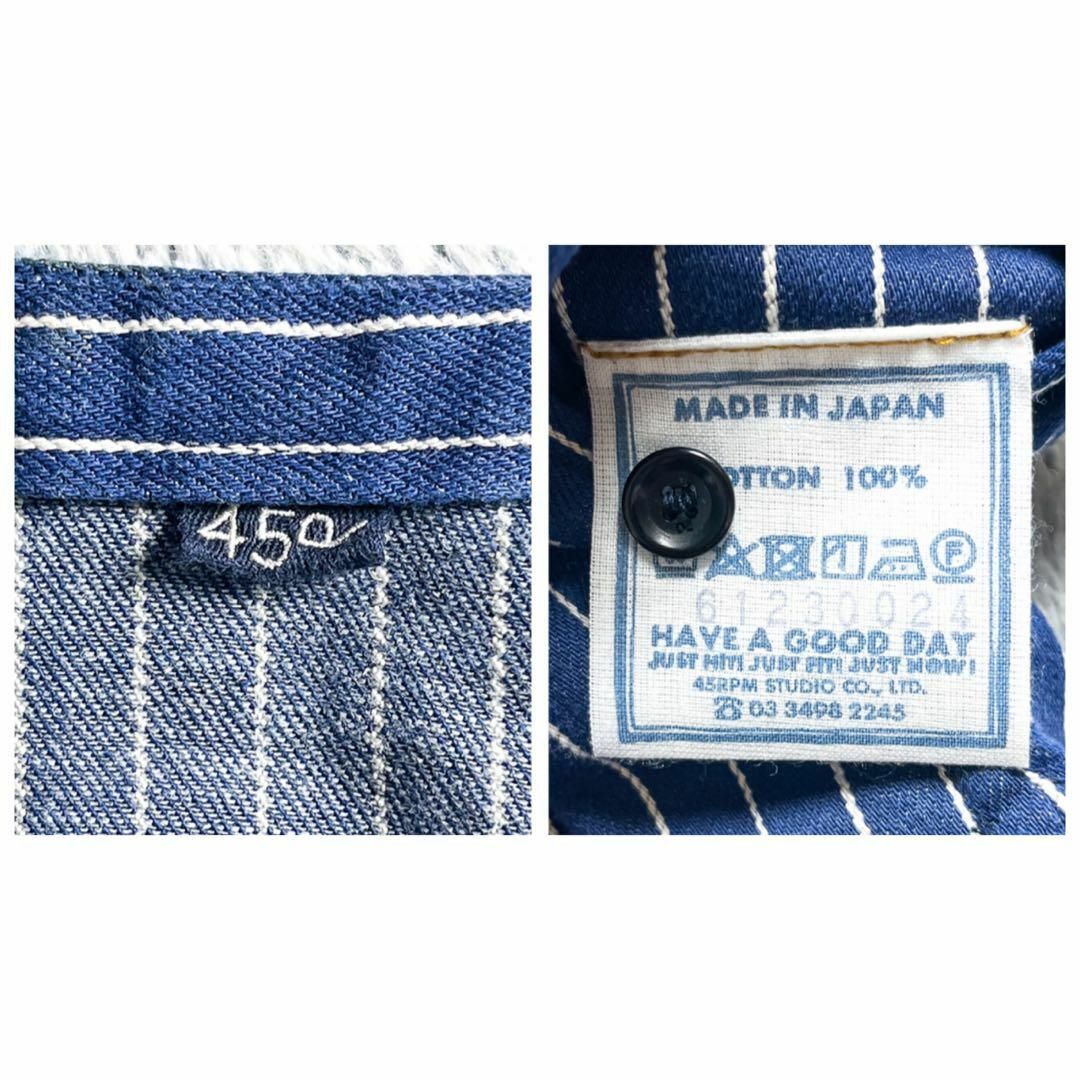 45R
MADE IN JAPAN
OTTON 100%
61230024
HAVE A GOOD DAY
JUST HIT! JUST FIT! JUST NOW!
45RPM STUDIO CO., LTD.
☎ 03 3498 2245